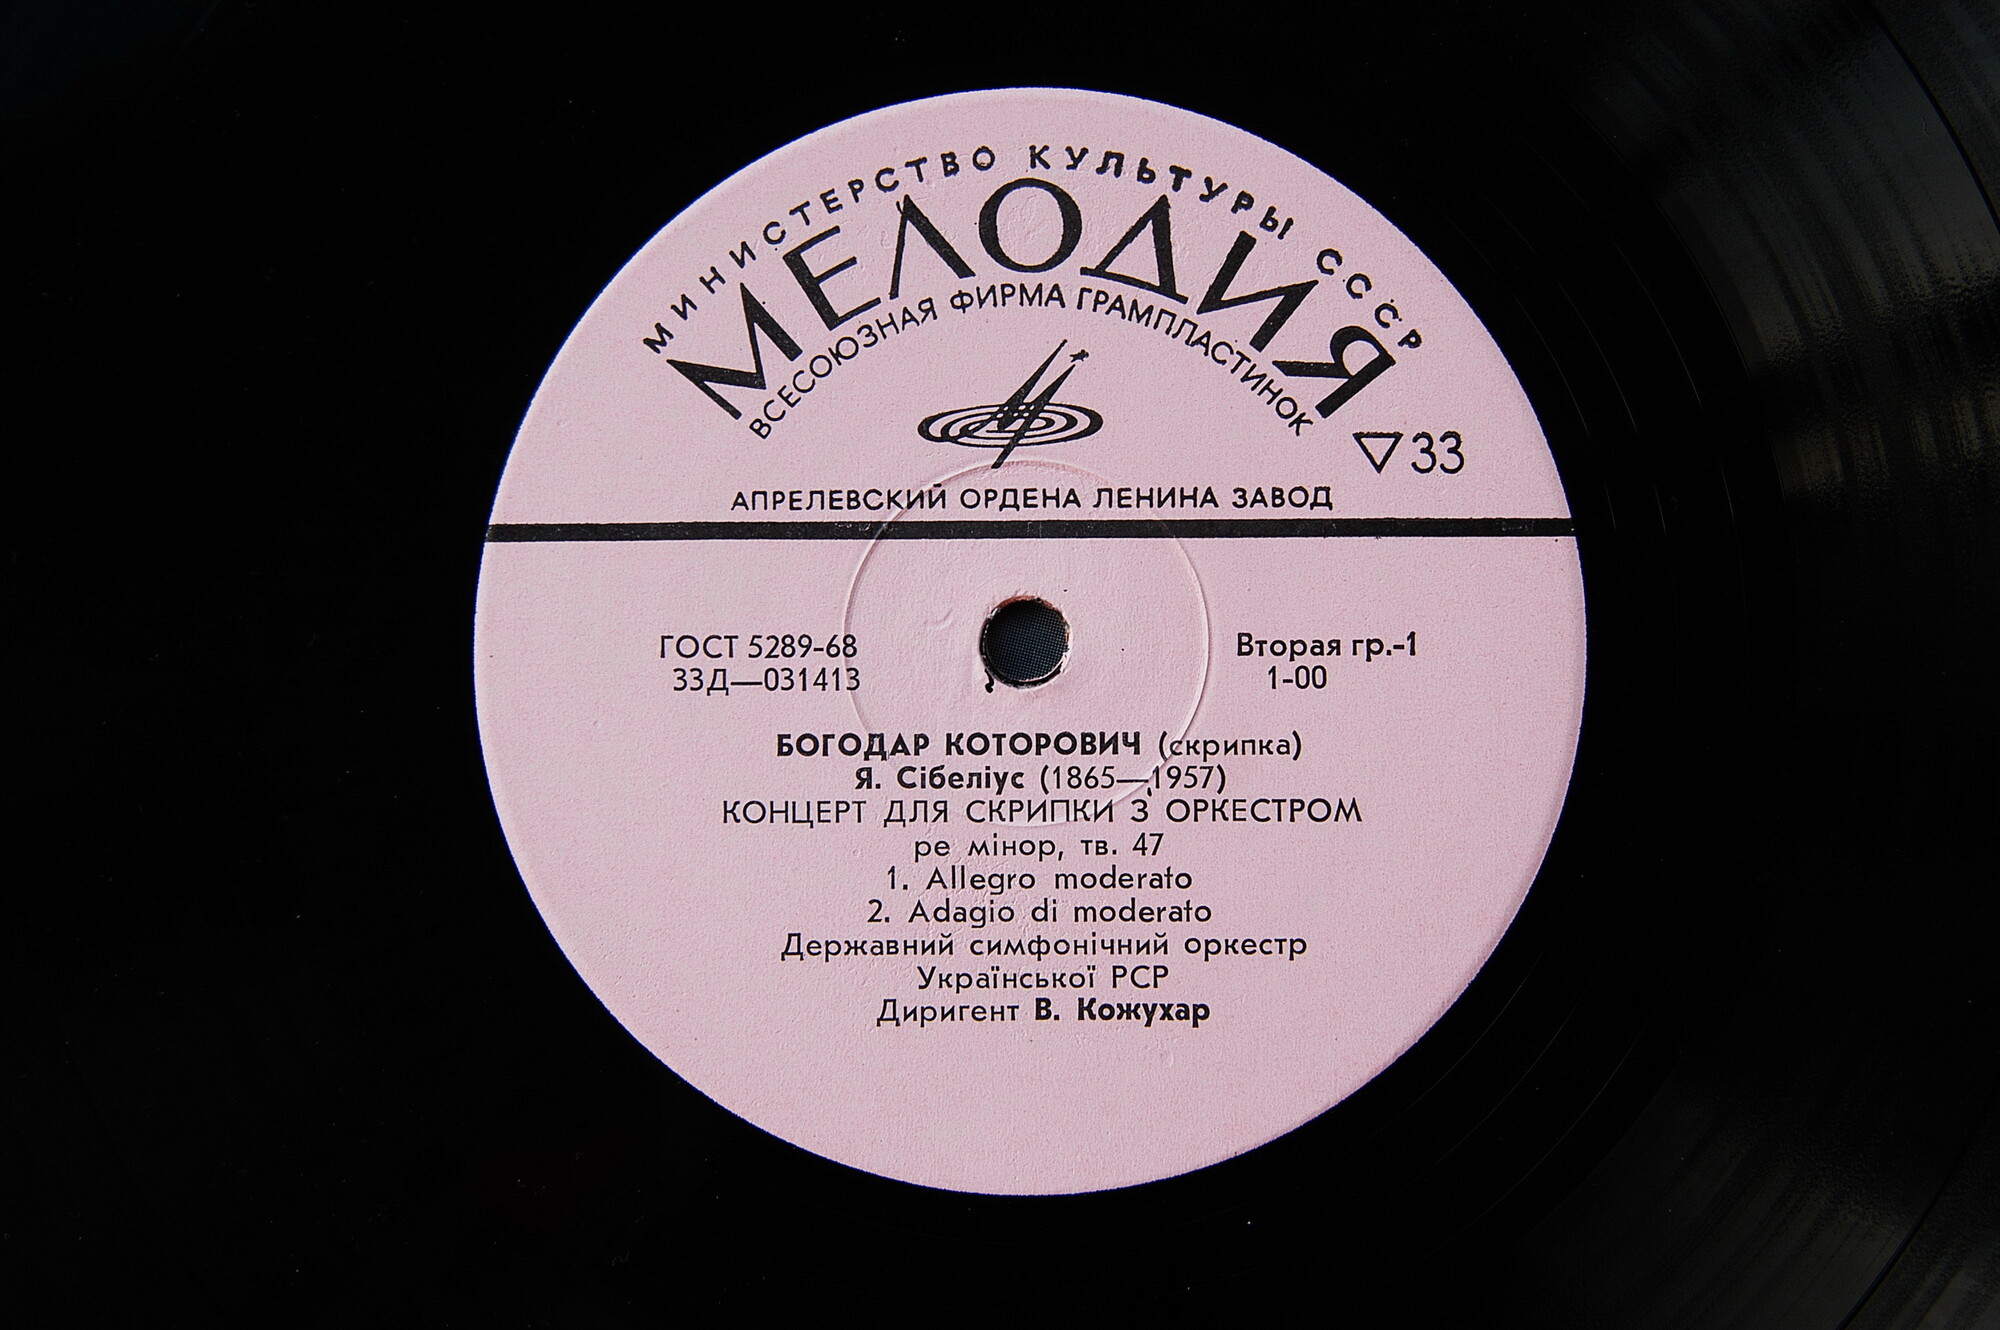 МИНИСТЕРСТВО КУЛЬТУРЫ СССР
МЕЛОДИЯ
ВСЕСОЮЗНАЯ ФИРМА ГРАМПЛАСТИНОК
▽33
АПРЕЛЕВСКИЙ ОРДЕНА ЛЕНИНА ЗАВОД
ГОСТ 5289-68
33Д—031413
Вторая гр.-1
1-00
БОГОДАР КОТОРОВИЧ (скрипка)
Я. Сібеліус (1865—1957)
КОНЦЕРТ ДЛЯ СКРИПКИ З ОРКЕСТРОМ
ре мінор, тв. 47
1. Allegro moderato
2. Adagio di moderato
Державний симфонічний оркестр
Української РСР
Диригент В. Кожухар